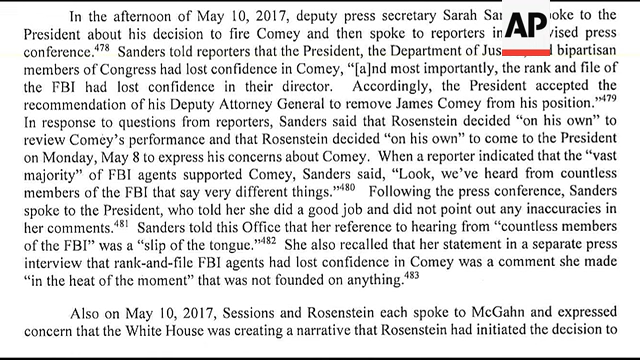 In the afternoon of May 10, 2017, deputy press secretary Sarah San
AP
oke to the
President about his decision to fire Comey and then spoke to reporters in
vised press
conference.478 Sanders told reporters that the President, the Department of Jus
d bipartisan
members of Congress had lost confidence in Comey, “[a]nd most importantly, the rank and file of
the FBI had lost confidence in their director. Accordingly, the President accepted the
recommendation of his Deputy Attorney General to remove James Comey from his position.”479
In response to questions from reporters, Sanders said that Rosenstein decided “on his own” to
review Comey’s performance and that Rosenstein decided “on his own” to come to the President
on Monday, May 8 to express his concerns about Comey. When a reporter indicated that the “vast
majority” of FBI agents supported Comey, Sanders said, “Look, we’ve heard from countless
members of the FBI that say very different things.”480 Following the press conference, Sanders
spoke to the President, who told her she did a good job and did not point out any inaccuracies in
her comments.481 Sanders told this Office that her reference to hearing from “countless members
of the FBI” was a “slip of the tongue.”482 She also recalled that her statement in a separate press
interview that rank-and-file FBI agents had lost confidence in Comey was a comment she made
“in the heat of the moment” that was not founded on anything.483
Also on May 10, 2017, Sessions and Rosenstein each spoke to McGahn and expressed
concern that the White House was creating a narrative that Rosenstein had initiated the decision to